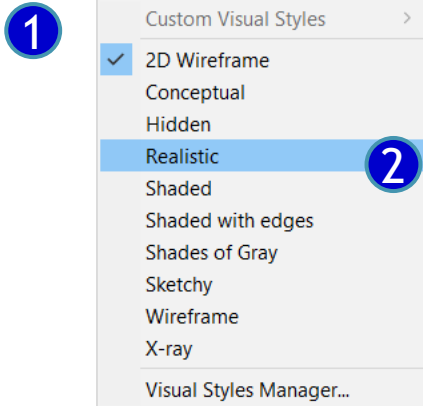 1
Custom Visual Styles
2D Wireframe
Conceptual
Hidden
Realistic
2
Shaded
Shaded with edges
Shades of Gray
Sketchy
Wireframe
X-ray
Visual Styles Manager...